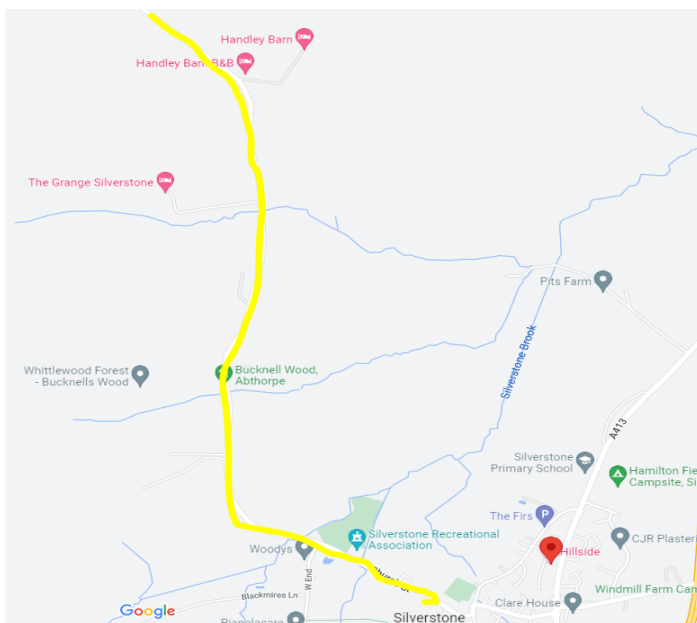 Handley Barn
Handley Barn B&B
The Grange Silverstone
Pits Farm
Silverstone Brook
Whittlewood Forest
- Bucknells Wood
Bucknell Wood,
Abthorpe
A413
Silverstone
Primary School
Hamilton Fie
Campsite, Si
The Firs
Silverstone Recreational
Association
Woodys
Hillside
CJR Plasteri
W End
Church St
Blackmires Ln
Windmill Farm Cam
Clare House
Google
Silverstone